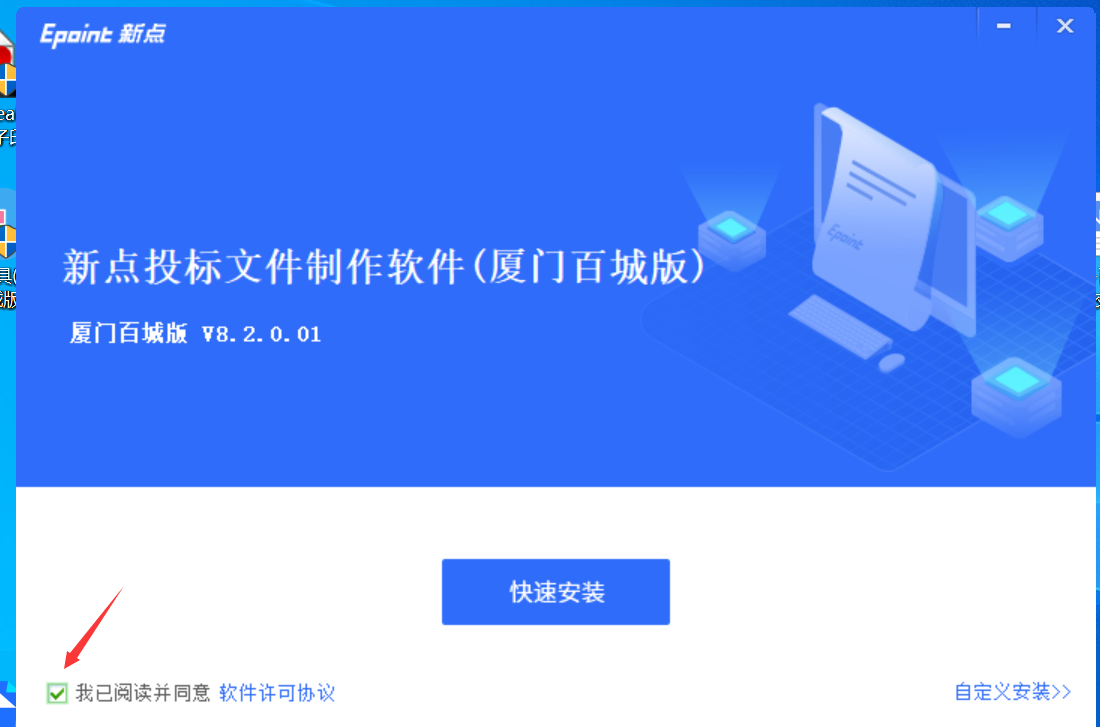 Epoint 新点
Epoint
新点投标文件制作软件(厦门百城版)
厦门百城版 V8.2.0.01
快速安装
我已阅读并同意 软件许可协议
自定义安装>>